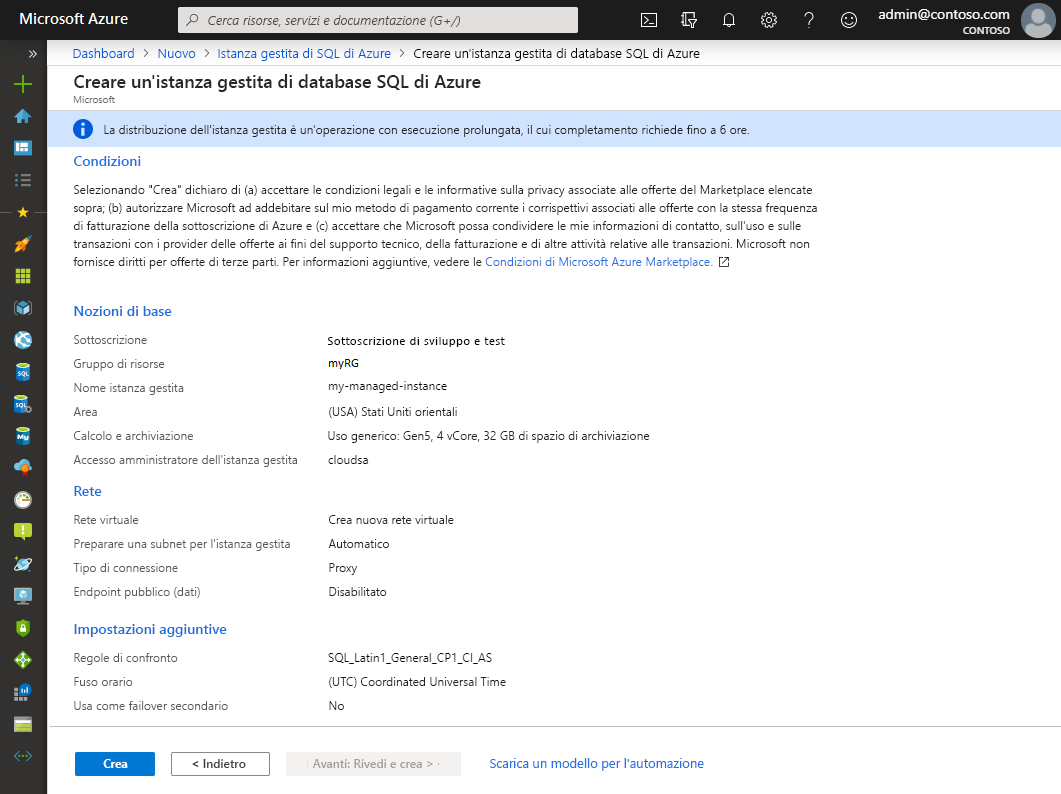 Microsoft Azure
Cerca risorse, servizi e documentazione (G+/)
admin@contoso.com
CONTOSO
Dashboard > Nuovo > Istanza gestita di SQL di Azure > Creare un'istanza gestita di database SQL di Azure
Creare un'istanza gestita di database SQL di Azure
Microsoft
La distribuzione dell'istanza gestita è un'operazione con esecuzione prolungata, il cui completamento richiede fino a 6 ore.
Condizioni
Selezionando "Crea" dichiaro di (a) accettare le condizioni legali e le informative sulla privacy associate alle offerte del Marketplace elencate
sopra; (b) autorizzare Microsoft ad addebitare sul mio metodo di pagamento corrente i corrispettivi associati alle offerte con la stessa frequenza
di fatturazione della sottoscrizione di Azure e (c) accettare che Microsoft possa condividere le mie informazioni di contatto, sull'uso e sulle
transazioni con i provider delle offerte ai fini del supporto tecnico, della fatturazione e di altre attività relative alle transazioni. Microsoft non
fornisce diritti per offerte di terze parti. Per informazioni aggiuntive, vedere le Condizioni di Microsoft Azure Marketplace.
Nozioni di base
Sottoscrizione Sottoscrizione di sviluppo e test
Gruppo di risorse myRG
Nome istanza gestita my-managed-instance
Area (USA) Stati Uniti orientali
Calcolo e archiviazione Uso generico: Gen5, 4 vCore, 32 GB di spazio di archiviazione
Accesso amministratore dell'istanza gestita cloudsa
Rete
Rete virtuale Crea nuova rete virtuale
Preparare una subnet per l'istanza gestita Automatico
Tipo di connessione Proxy
Endpoint pubblico (dati) Disabilitato
Impostazioni aggiuntive
Regole di confronto SQL_Latin1_General_CP1_CI_AS
Fuso orario (UTC) Coordinated Universal Time
Usa come failover secondario No
Crea < Indietro Avanti: Rivedi e crea > Scarica un modello per l'automazione